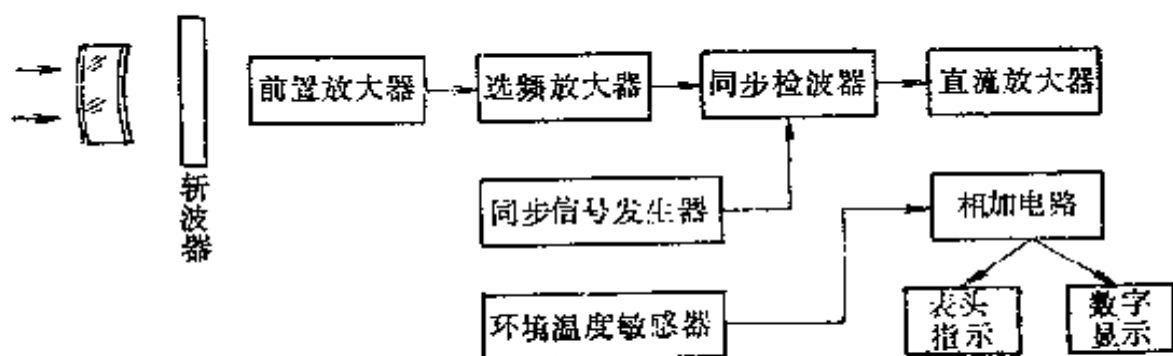 前置放大器
选频放大器
同步检波器
直流放大器
斩波器
同步信号发生器
相加电路
环境温度敏感器
表头
指示
数字
显示